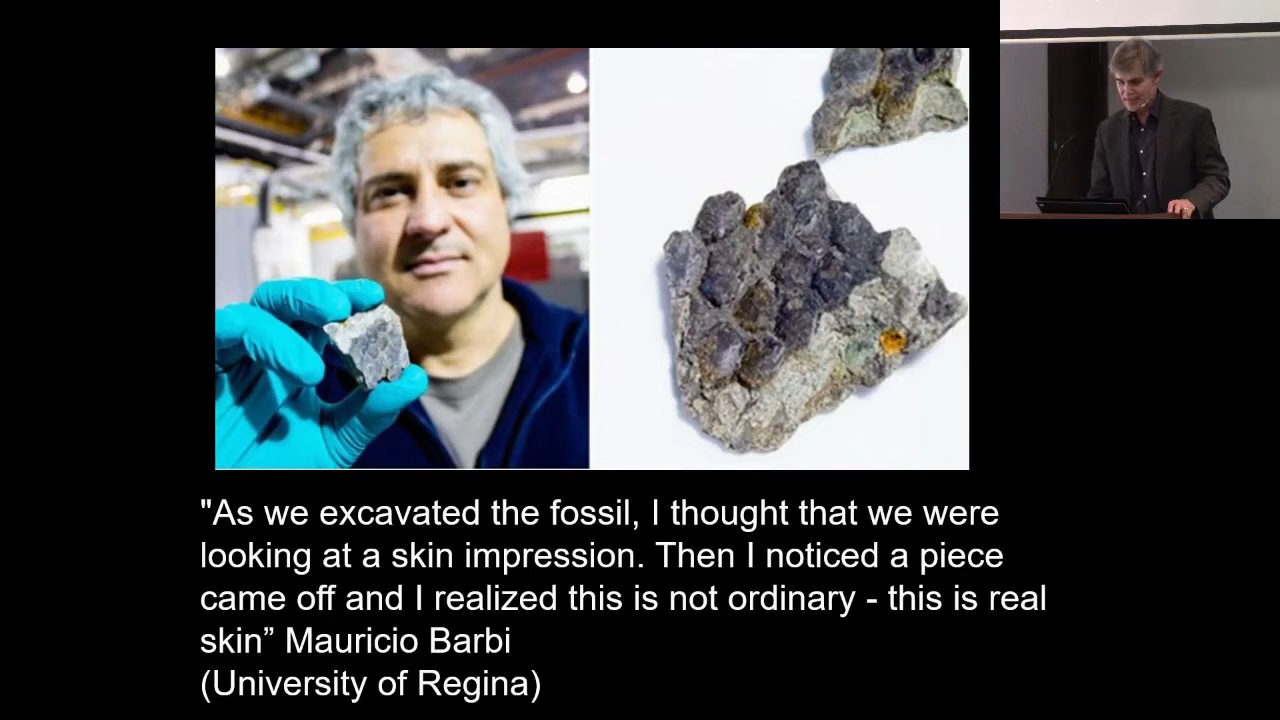 "As we excavated the fossil, I thought that we were
looking at a skin impression. Then I noticed a piece
came off and I realized this is not ordinary - this is real
skin” Mauricio Barbi
(University of Regina)